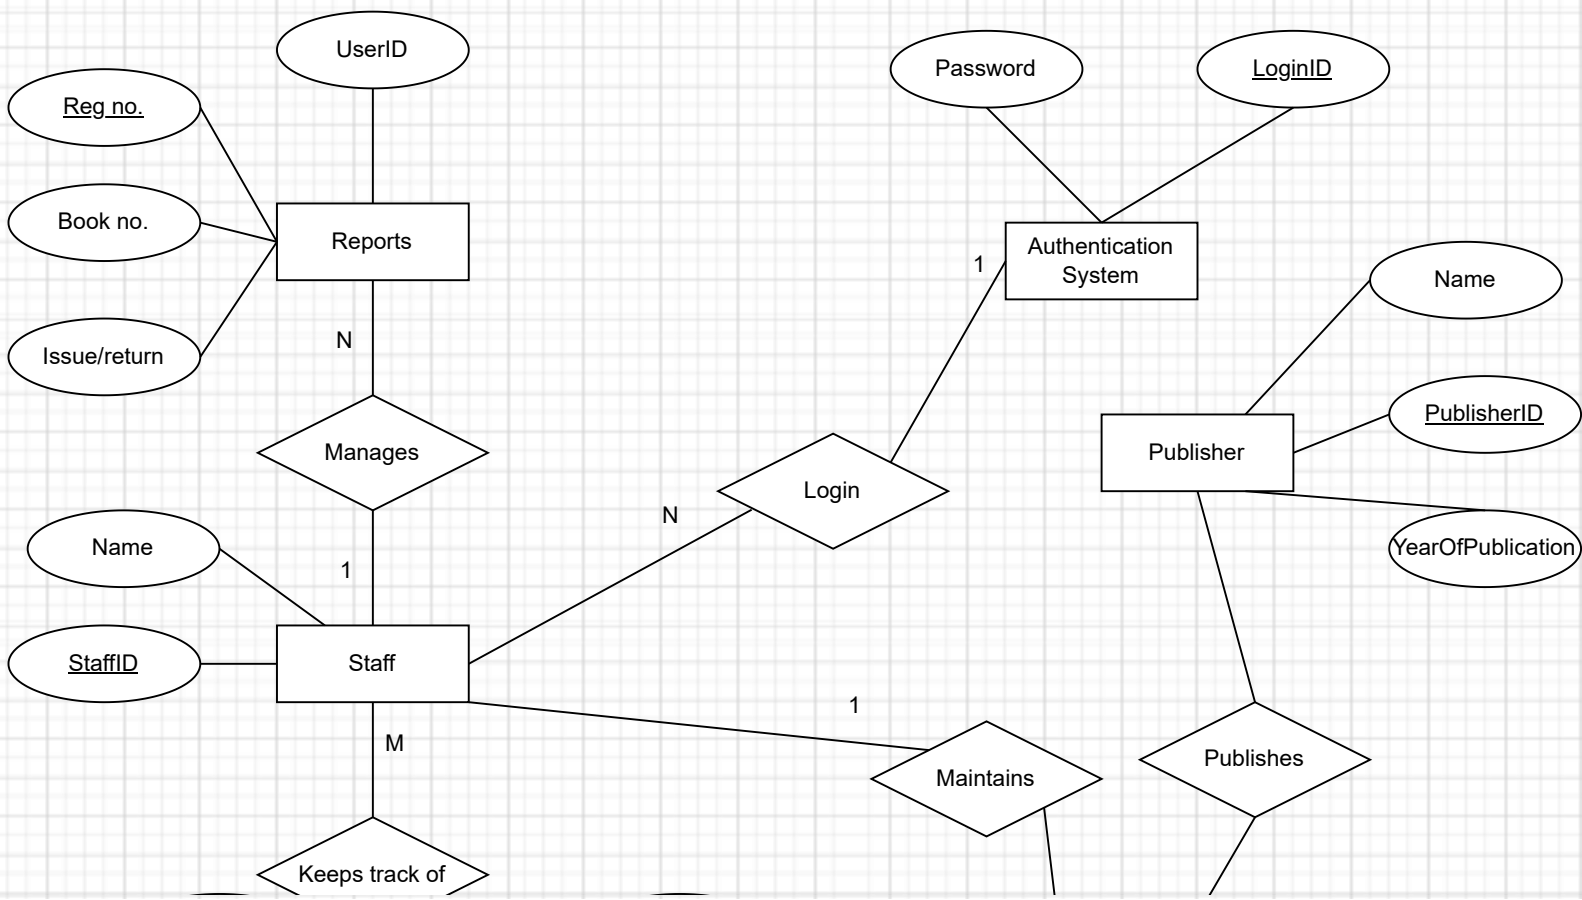 UserID
Password
LoginID
Reg no.
Book no.
Reports
Authentication
System
1
Name
Issue/return
N
PublisherID
Manages
Publisher
Login
N
Name
YearOfPublication
1
StaffID
Staff
1
M
Publishes
Maintains
Keeps track of